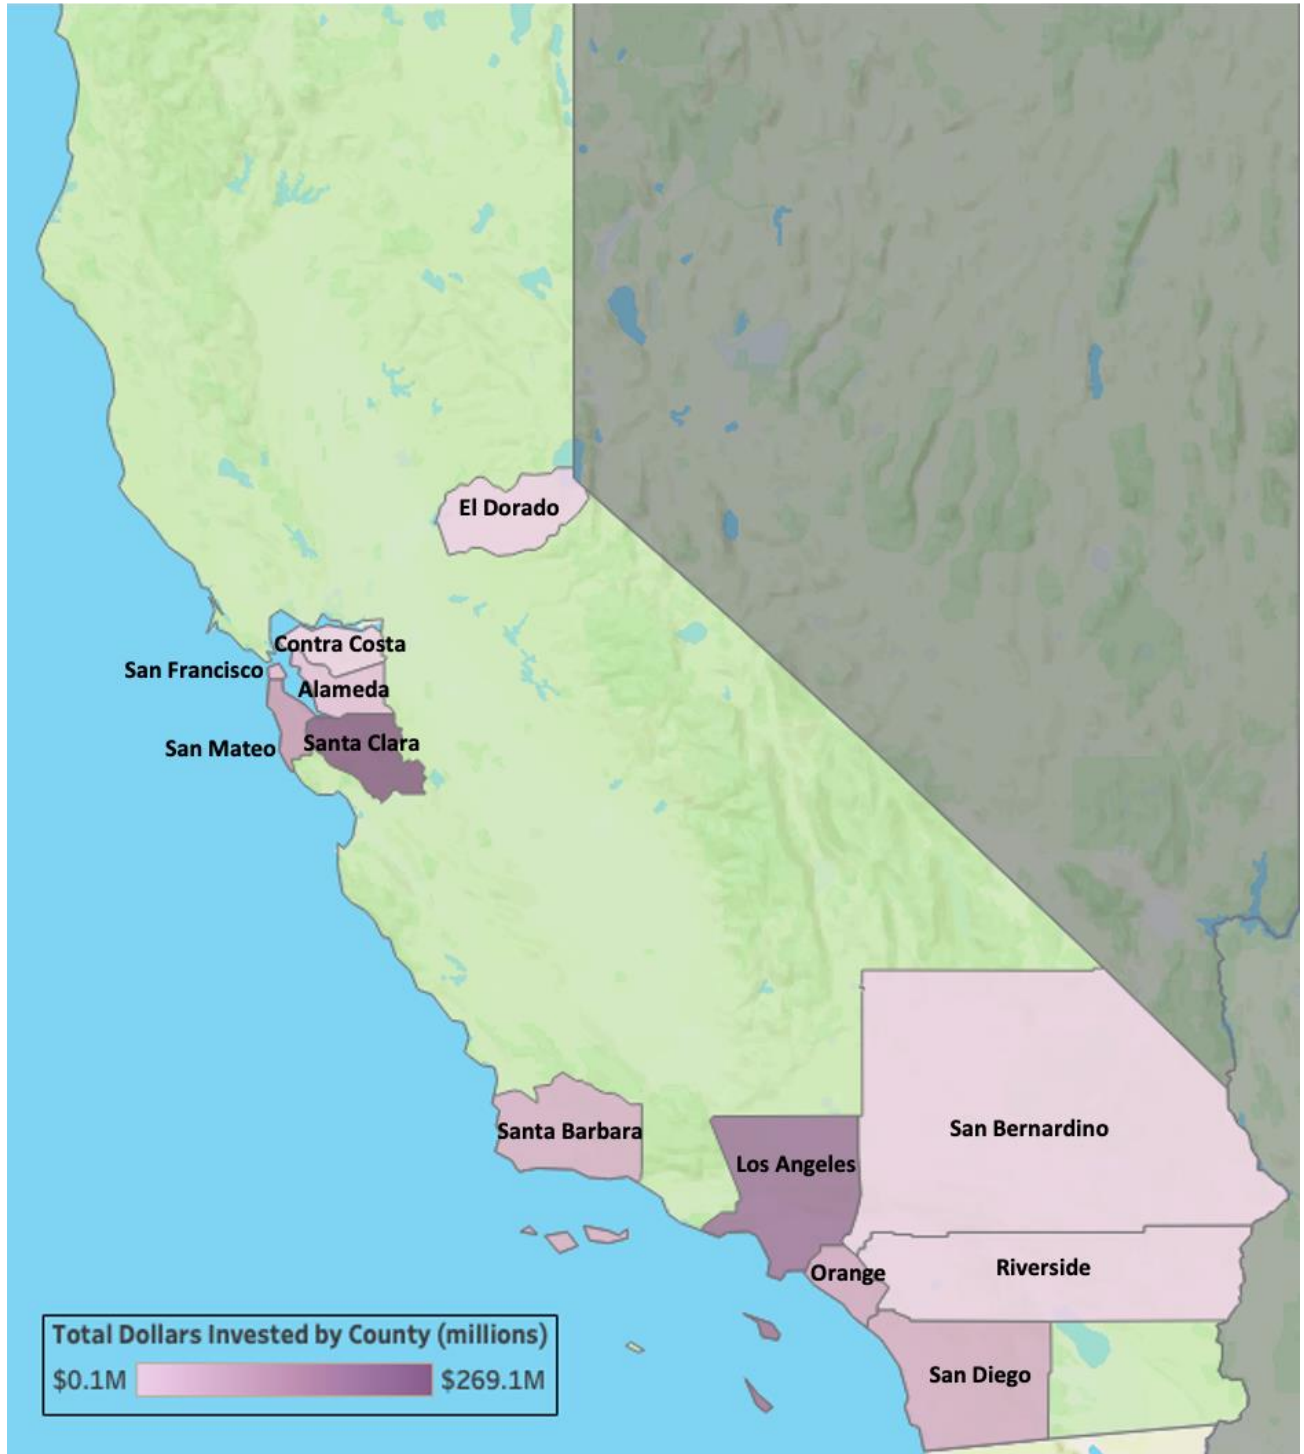 El Dorado
Contra Costa
San Francisco
Alameda
Santa Clara
San Mateo
San Bernardino
Santa Barbara
Los Angeles
Riverside
Orange
Total Dollars Invested by County (millions)
$0.1M $269.1M
San Diego